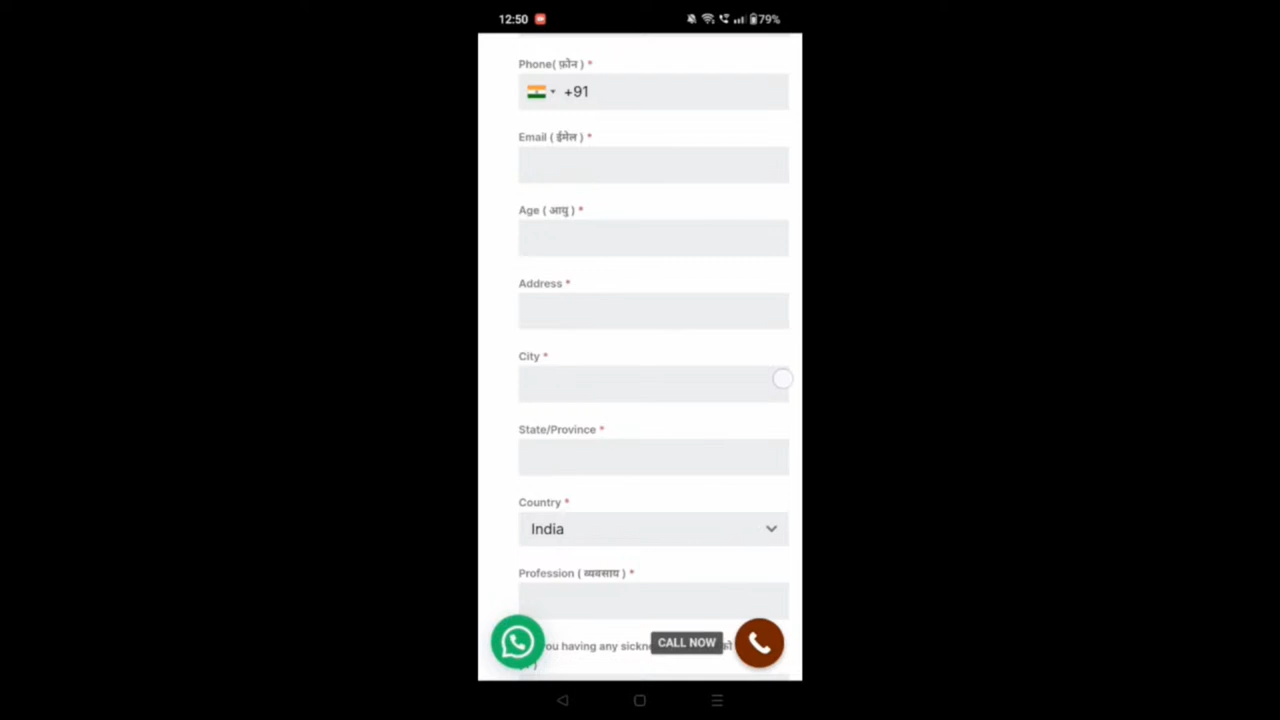 12:50
79%
Phone( फ़ोन ) *
+91
Email ( ईमेल ) *
Age ( आयु ) *
Address *
City *
State/Province *
Country *
India
Profession ( व्यवसाय ) *
you having any sickn
को
CALL NOW